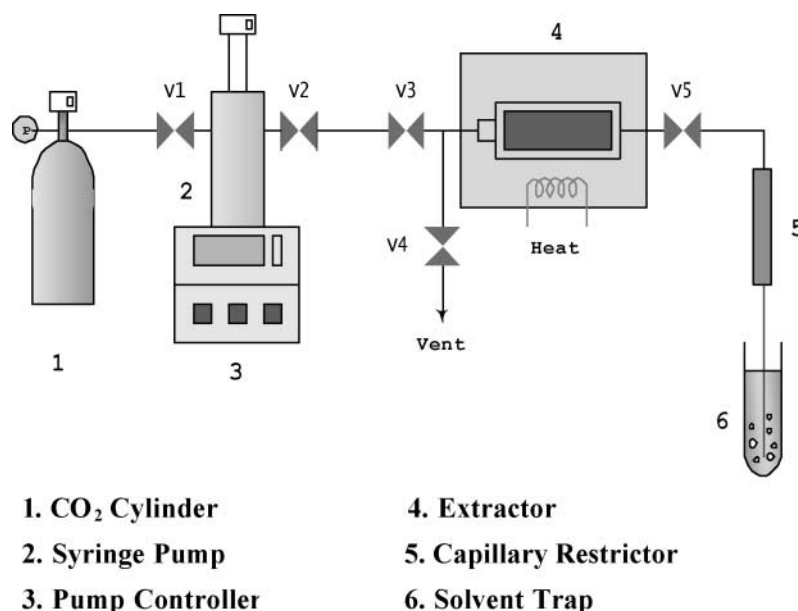 4
V1
V2
V3
V5
P
2
5
V4
Heat
Vent
1
3
6
1. CO₂ Cylinder
4. Extractor
2. Syringe Pump
5. Capillary Restrictor
3. Pump Controller
6. Solvent Trap